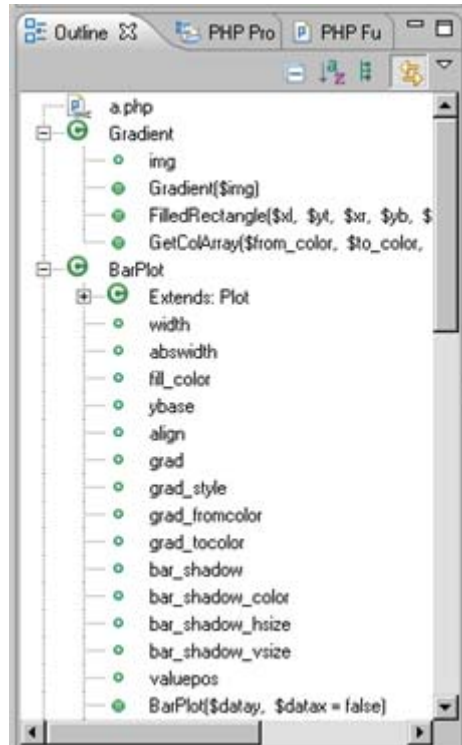 Outline PHP Pro PHP Fu
a.php
Gradient
img
Gradient($img)
FilledRectangle($xl, $yt, $xr, $yb, $
GetColArray($from_color, $to_color,
BarPlot
Extends: Plot
width
abswidth
fill_color
ybase
align
grad
grad_style
grad_fromcolor
grad_tocolor
bar_shadow
bar_shadow_color
bar_shadow_hsize
bar_shadow_vsize
valuepos
BarPlot($datay, $datax = false)